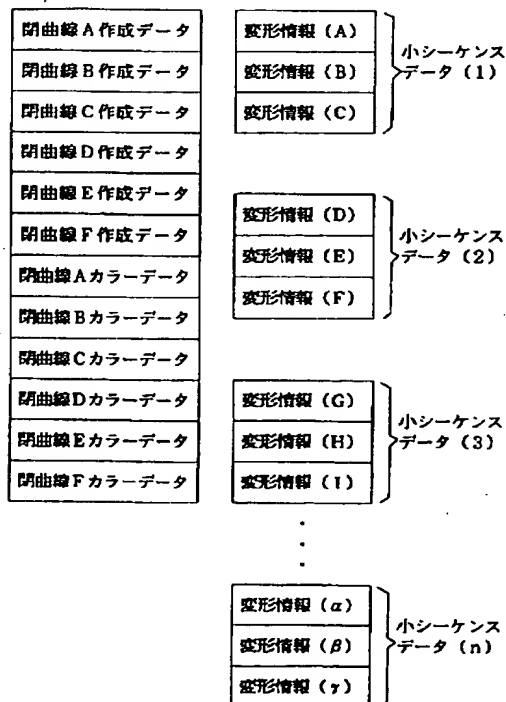 閉曲線A作成データ
閉曲線B作成データ
閉曲線C作成データ
閉曲線D作成データ
閉曲線E作成データ
閉曲線F作成データ
閉曲線Aカラーデータ
閉曲線Bカラーデータ
閉曲線Cカラーデータ
閉曲線Dカラーデータ
閉曲線Eカラーデータ
閉曲線Fカラーデータ
変形情報（A）
変形情報（B）
変形情報（C）
小シーケンス
データ（1）
変形情報（D）
変形情報（E）
変形情報（F）
小シーケンス
データ（2）
変形情報（G）
変形情報（H）
変形情報（I）
小シーケンス
データ（3）
変形情報（α）
変形情報（β）
変形情報（γ）
小シーケンス
データ（n）